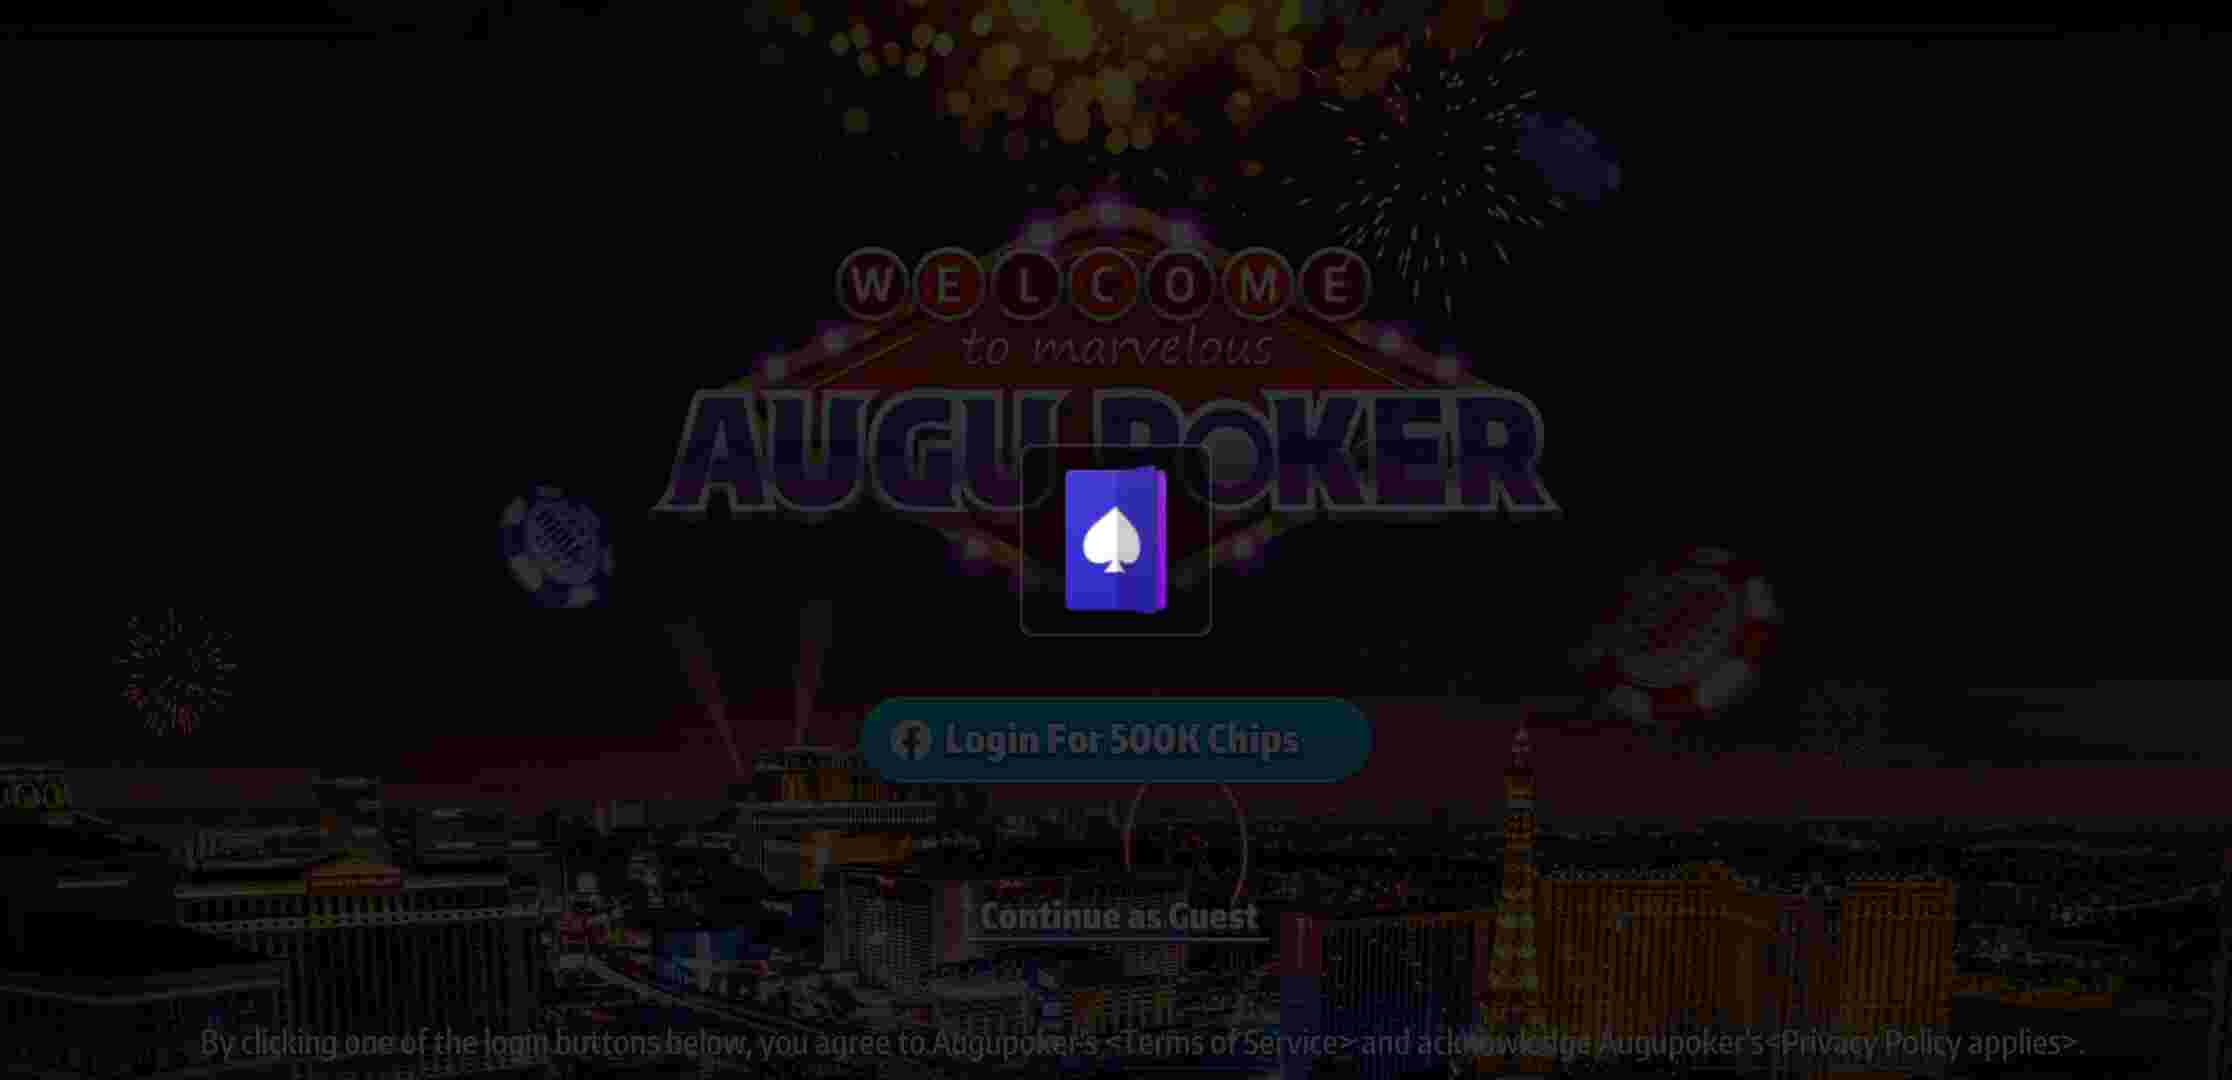 WELCOME
to marvelous
AUGU POKER
Login For 500K Chips
Continue as Guest
By clicking one of the login buttons below, you agree to Augupoker's <Terms of Service> and acknowledge Augupoker's<Privacy Policy applies>.